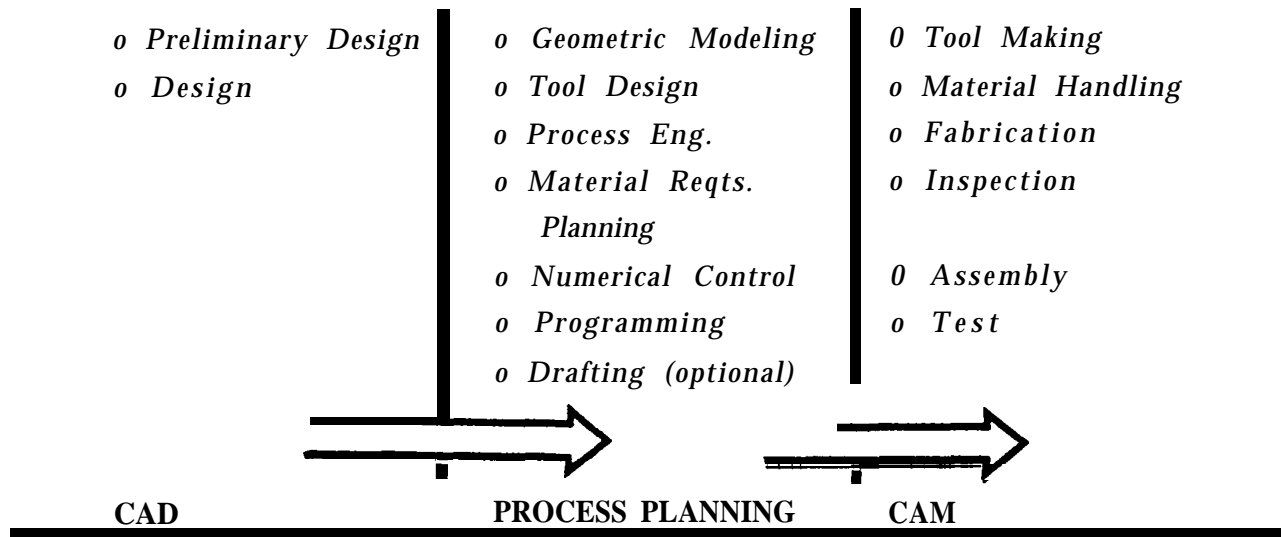 o Preliminary Design
o Design
o Geometric Modeling
o Tool Design
o Process Eng.
o Material Reqts.
Planning
o Numerical Control
o Programming
o Drafting (optional)
0 Tool Making
o Material Handling
o Fabrication
o Inspection
0 Assembly
o Test
CAD
PROCESS PLANNING
CAM